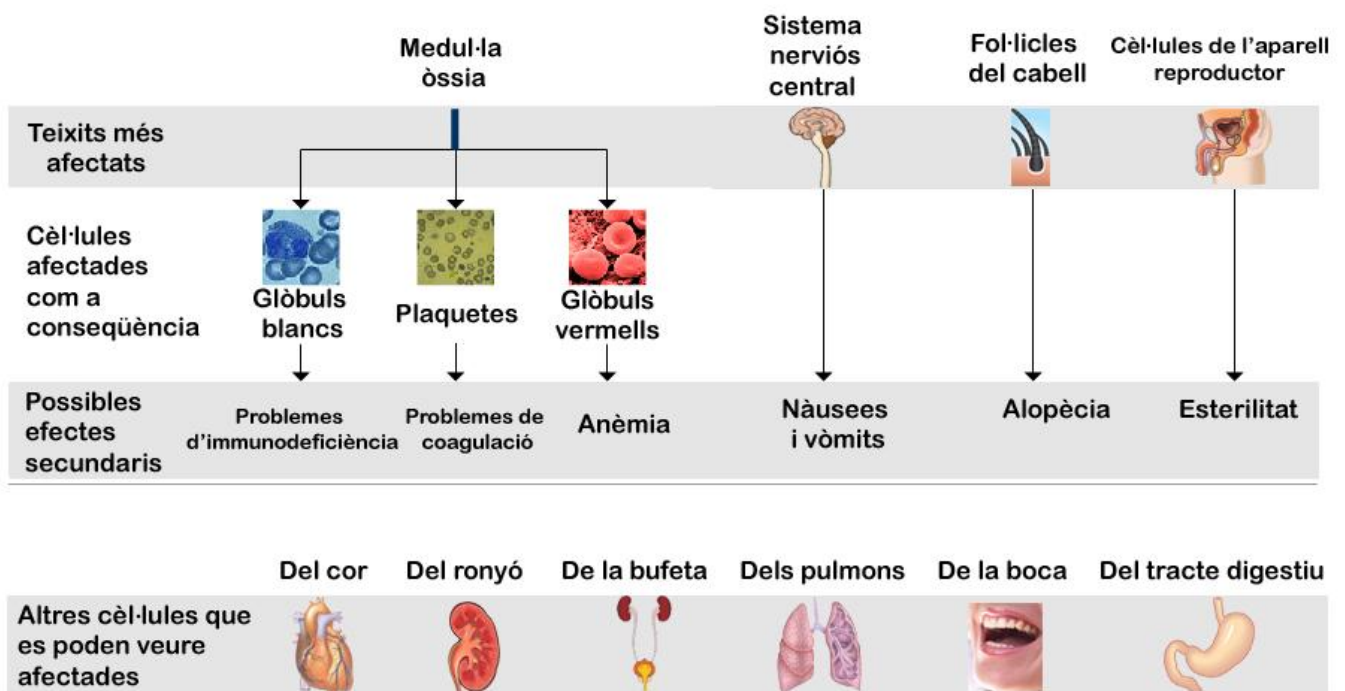 Medul·la
òssia
Sistema
nerviós
central
Fol·licles
del cabell
Cèl·lules de l’aparell
reproductor
Teixits més
afectats
Cèl·lules
afectades
com a
conseqüència
Glòbuls
blancs
Plaquetes
Glòbuls
vermells
Possibles
efectes
secundaris
Problemes
d’immunodeficiència
Problemes de
coagulació
Anèmia
Nàusees
i vòmits
Alopècia
Esterilitat
Del cor
Del ronyó
De la bufeta
Dels pulmons
De la boca
Del tracte digestiu
Altres cèl·lules que
es poden veure
afectades